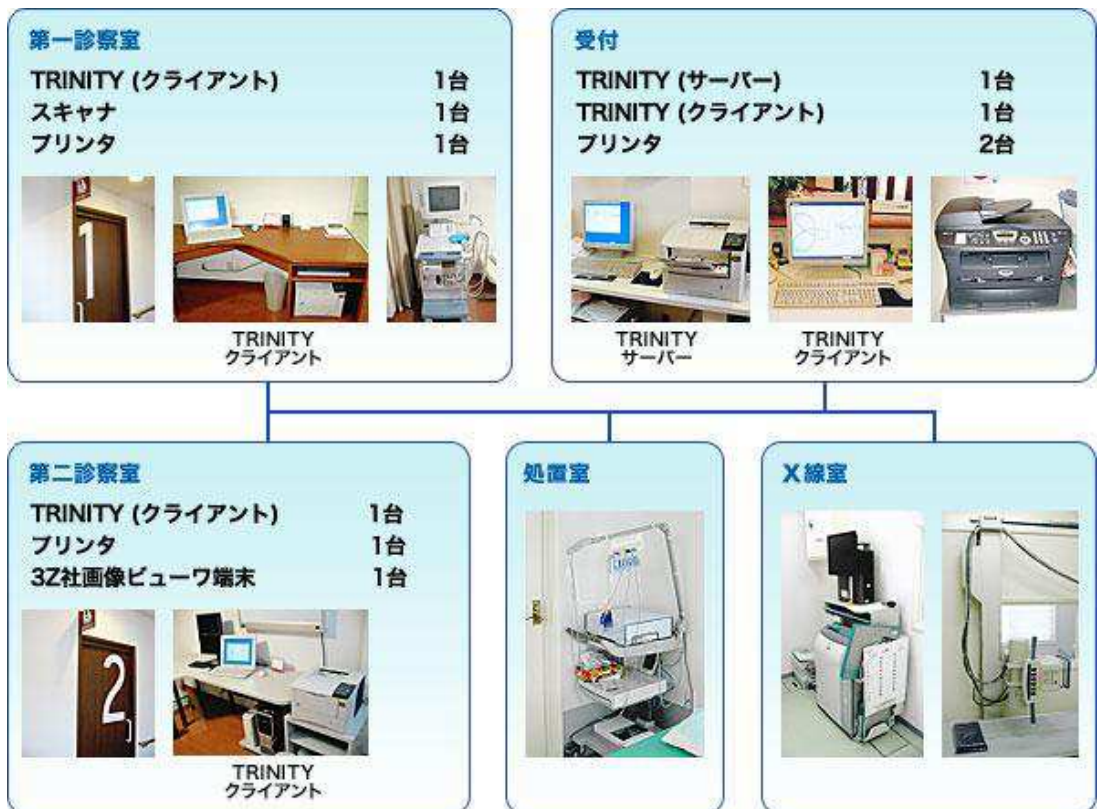 第一診察室
TRINITY (クライアント) 1台
スキャナ 1台
プリンタ 1台
TRINITY
クライアント
受付
TRINITY (サーバー) 1台
TRINITY (クライアント) 1台
プリンタ 2台
TRINITY
サーバー
TRINITY
クライアント
第二診察室
TRINITY (クライアント) 1台
プリンタ 1台
3Z社画像ビューワ端末 1台
2
TRINITY
クライアント
処置室
X線室